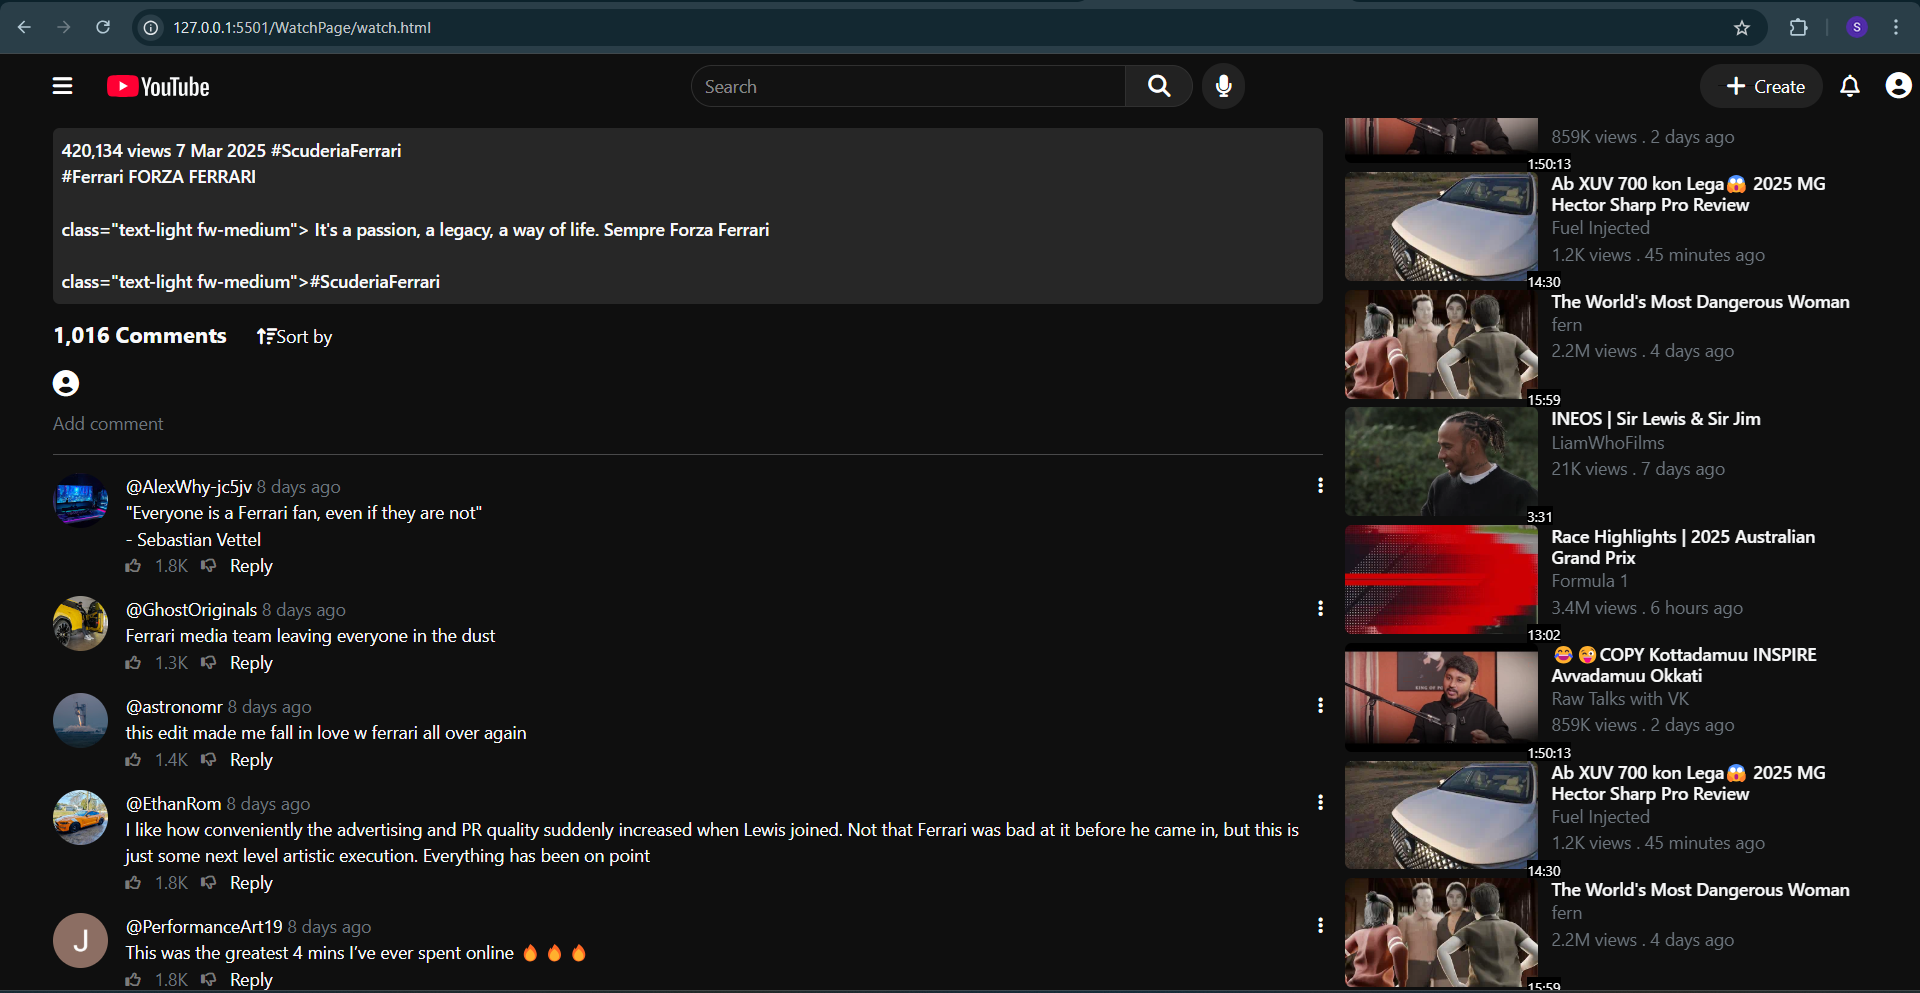 127.0.0.1:5501/WatchPage/watch.html
S
YouTube
Search
Create
420,134 views 7 Mar 2025 #ScuderiaFerrari
#Ferrari FORZA FERRARI
class="text-light fw-medium"> It's a passion, a legacy, a way of life. Sempre Forza Ferrari
class="text-light fw-medium">#ScuderiaFerrari
1,016 Comments
Sort by
Add comment
@AlexWhy-jc5jv 8 days ago
"Everyone is a Ferrari fan, even if they are not"
- Sebastian Vettel
1.8K Reply
@GhostOriginals 8 days ago
Ferrari media team leaving everyone in the dust
1.3K Reply
@astronomr 8 days ago
this edit made me fall in love w ferrari all over again
1.4K Reply
@EthanRom 8 days ago
I like how conveniently the advertising and PR quality suddenly increased when Lewis joined. Not that Ferrari was bad at it before he came in, but this is
just some next level artistic execution. Everything has been on point
1.8K Reply
J
@PerformanceArt19 8 days ago
This was the greatest 4 mins I've ever spent online 🔥 🔥 🔥
1.8K Reply
859K views . 2 days ago
1:50:13
Ab XUV 700 kon Lega😱 2025 MG
Hector Sharp Pro Review
Fuel Injected
1.2K views . 45 minutes ago
14:30
The World's Most Dangerous Woman
fern
2.2M views . 4 days ago
15:59
INEOS | Sir Lewis & Sir Jim
LiamWhoFilms
21K views . 7 days ago
3:31
Race Highlights | 2025 Australian
Grand Prix
Formula 1
3.4M views . 6 hours ago
13:02
😂😜COPY Kottadamuu INSPIRE
Avvadamuu Okkati
Raw Talks with VK
859K views . 2 days ago
1:50:13
Ab XUV 700 kon Lega😱 2025 MG
Hector Sharp Pro Review
Fuel Injected
1.2K views . 45 minutes ago
14:30
The World's Most Dangerous Woman
fern
2.2M views . 4 days ago
15:59